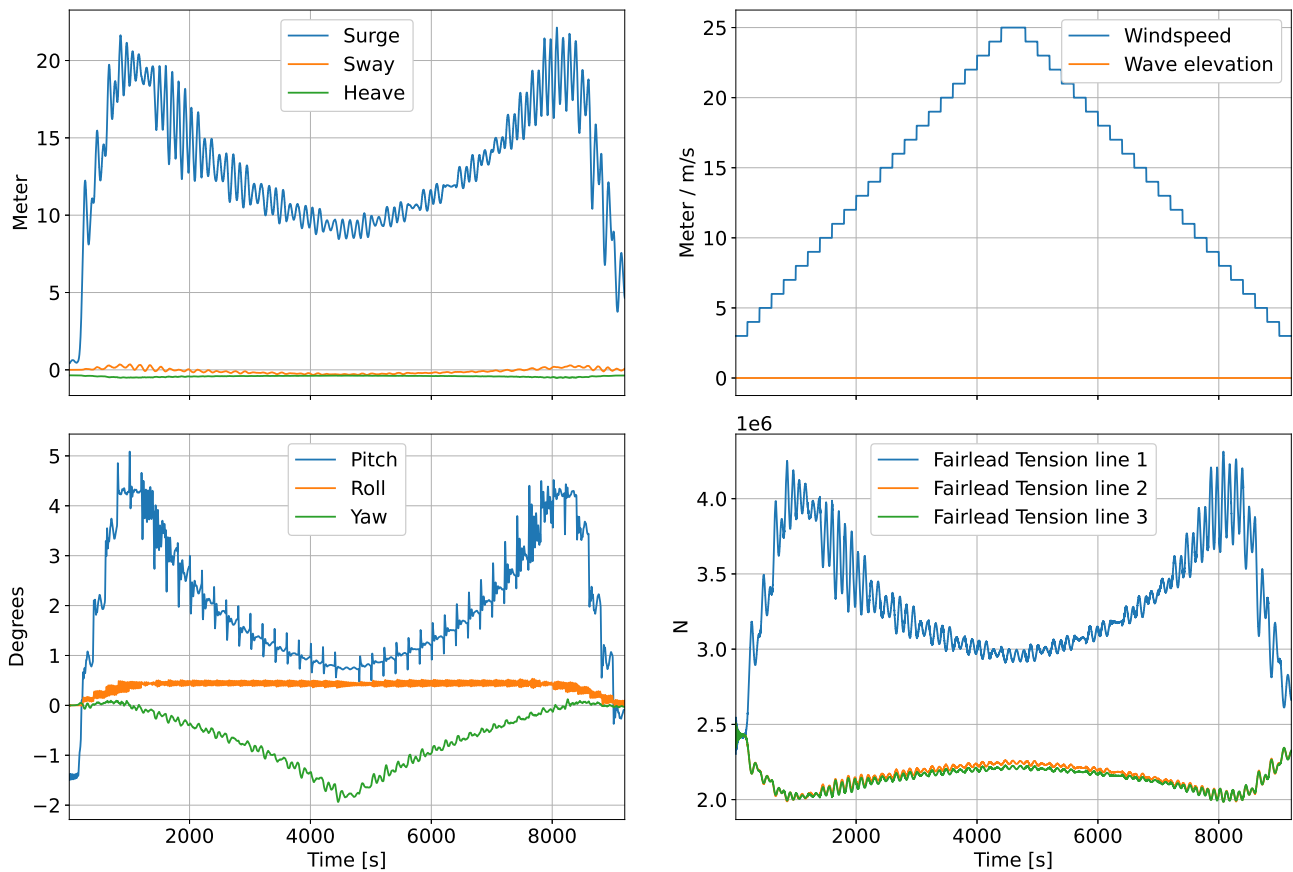 Meter
20
15
10
5
0
Surge
Sway
Heave
Meter / m/s
25
20
15
10
5
0
Windspeed
Wave elevation
Degrees
5
4
3
2
1
0
−1
−2
Pitch
Roll
Yaw
2000 4000 6000 8000
Time [s]
1e6
N
4.0
3.5
3.0
2.5
2.0
Fairlead Tension line 1
Fairlead Tension line 2
Fairlead Tension line 3
2000 4000 6000 8000
Time [s]